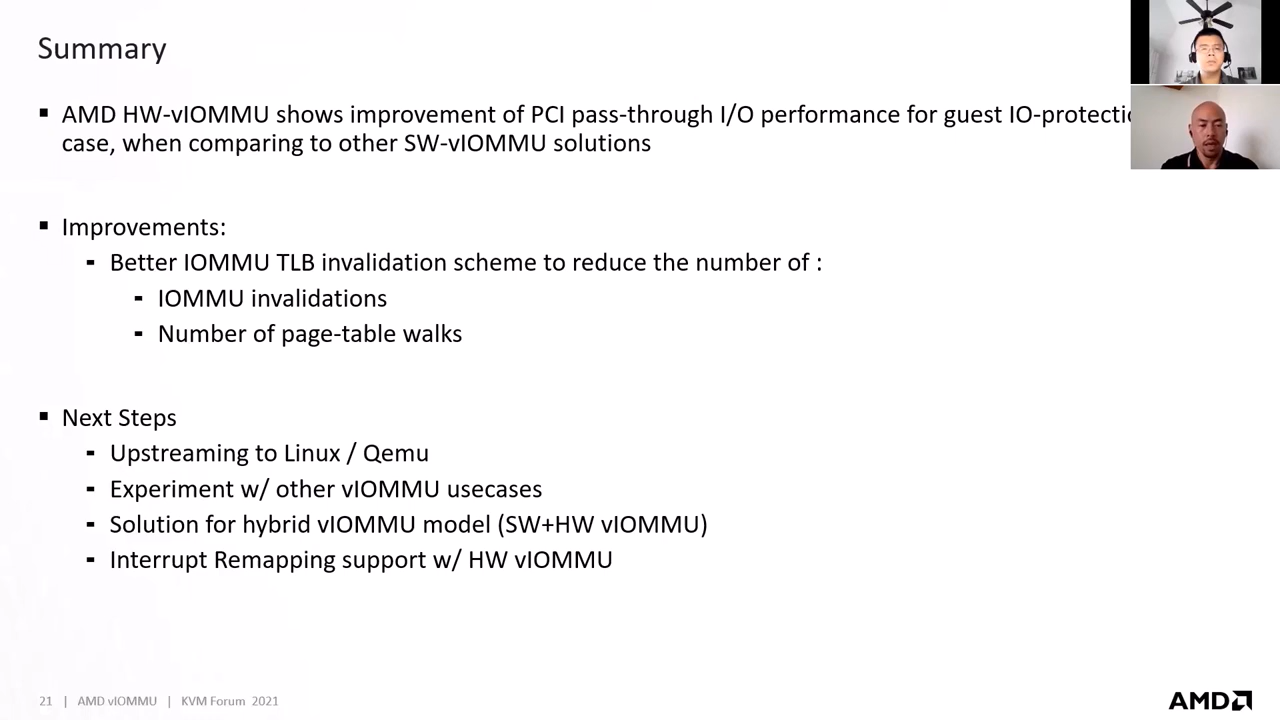 Summary
AMD HW-vIOMMU shows improvement of PCI pass-through I/O performance for guest
case, when comparing to other SW-vIOMMU solutions
Improvements:
Better IOMMU TLB invalidation scheme to reduce the number of :
IOMMU invalidations
Number of page-table walks
Next Steps
Upstreaming to Linux / Qemu
Experiment w/ other vIOMMU usecases
Solution for hybrid vIOMMU model (SW+HW vIOMMU)
Interrupt Remapping support w/ HW vIOMMU
21 | AMD vIOMMU | KVM Forum 2021
AMD